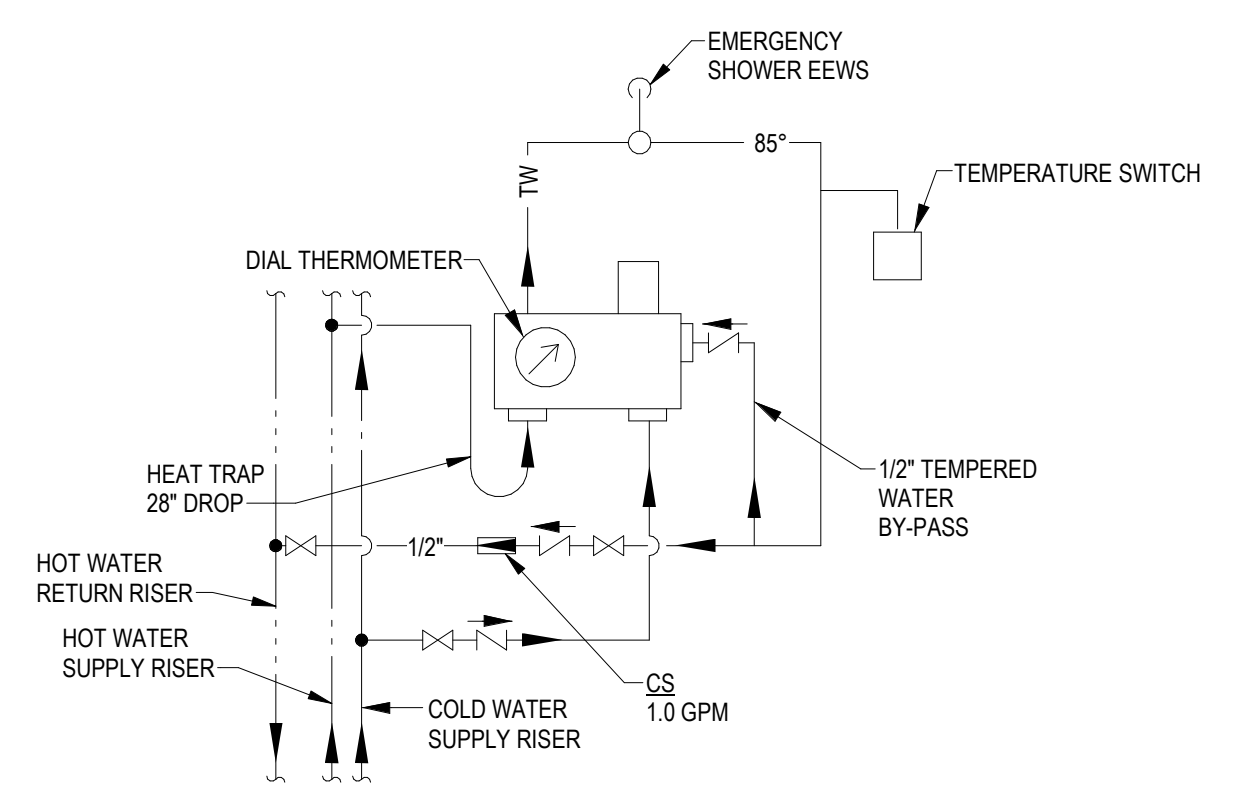 EMERGENCY
SHOWER EEWS
85°
TW
TEMPERATURE SWITCH
DIAL THERMOMETER
HEAT TRAP
28" DROP
1/2" TEMPERED
WATER
BY-PASS
1/2"
HOT WATER
RETURN RISER
HOT WATER
SUPPLY RISER
CS
1.0 GPM
COLD WATER
SUPPLY RISER